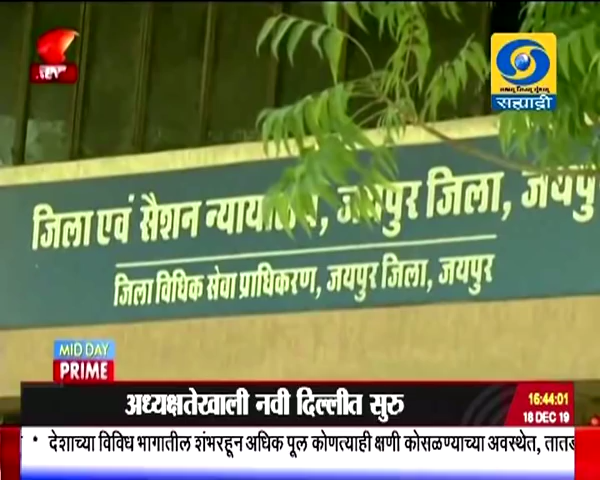 सह्याद्री
जिला एवं सैशन न्यायालय, जयपुर जिला, जयपु
जिला विधिक सेवा प्राधिकरण, जयपुर जिला, जयपुर
MID DAY
PRIME
अध्यक्षतेखाली नवी दिल्लीत सुरु
16:44:01
18 DEC 19
* देशाच्या विविध भागातील शंभरहून अधिक पूल कोणत्याही क्षणी कोसळण्याच्या अवस्थेत, तातड